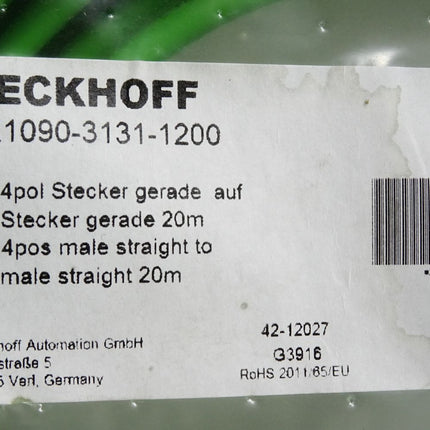 ECKHOFF
1090-3131-1200
4pol Stecker gerade auf
Stecker gerade 20m
4pos male straight to
male straight 20m
hoff Automation GmbH
straße 5
Verl, Germany
42-12027
G3916
RoHS 2011/65/EU